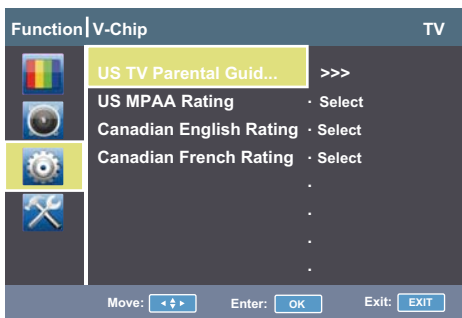 Function V-Chip TV
US TV Parental Guid... >>>
US MPAA Rating · Select
Canadian English Rating · Select
Canadian French Rating · Select
·
·
·
·
Move: Enter: OK Exit: EXIT